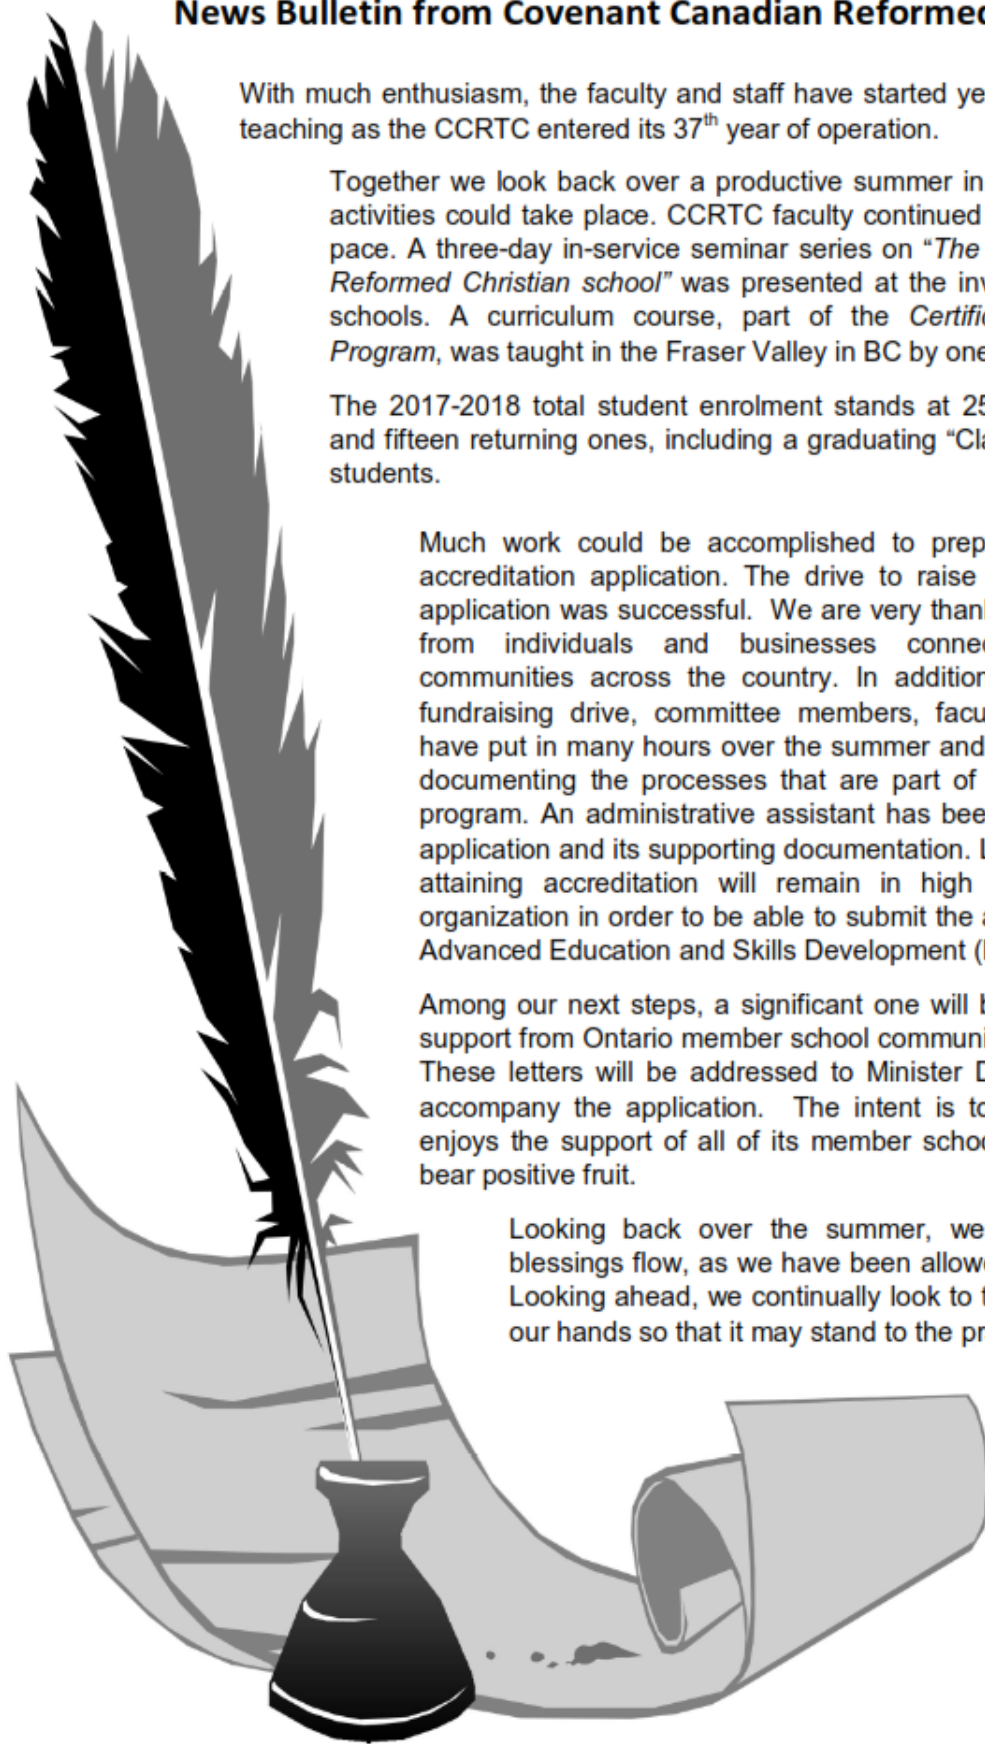 News Bulletin from Covenant Canadian Reformed
With much enthusiasm, the faculty and staff have started
teaching as the CCRTC entered its 37th year of operation.
Together we look back over a productive summer in
activities could take place. CCRTC faculty continued
pace. A three-day in-service seminar series on “The
Reformed Christian school” was presented at the
schools. A curriculum course, part of the
Program, was taught in the Fraser Valley in BC by one
The 2017-2018 total student enrolment stands at 25
and fifteen returning ones, including a graduating
students.
Much work could be accomplished to
accreditation application. The drive to raise
application was successful. We are very
from individuals and businesses
communities across the country. In addition
fundraising drive, committee members,
have put in many hours over the summer and
documenting the processes that are part of
program. An administrative assistant has
application and its supporting documentation.
attaining accreditation will remain in high
organization in order to be able to submit the
Advanced Education and Skills Development
Among our next steps, a significant one will
support from Ontario member school
These letters will be addressed to Minister
accompany the application. The intent is to
enjoys the support of all of its member
bear positive fruit.
Looking back over the summer, we
blessings flow, as we have been
Looking ahead, we continually look to
our hands so that it may stand to the